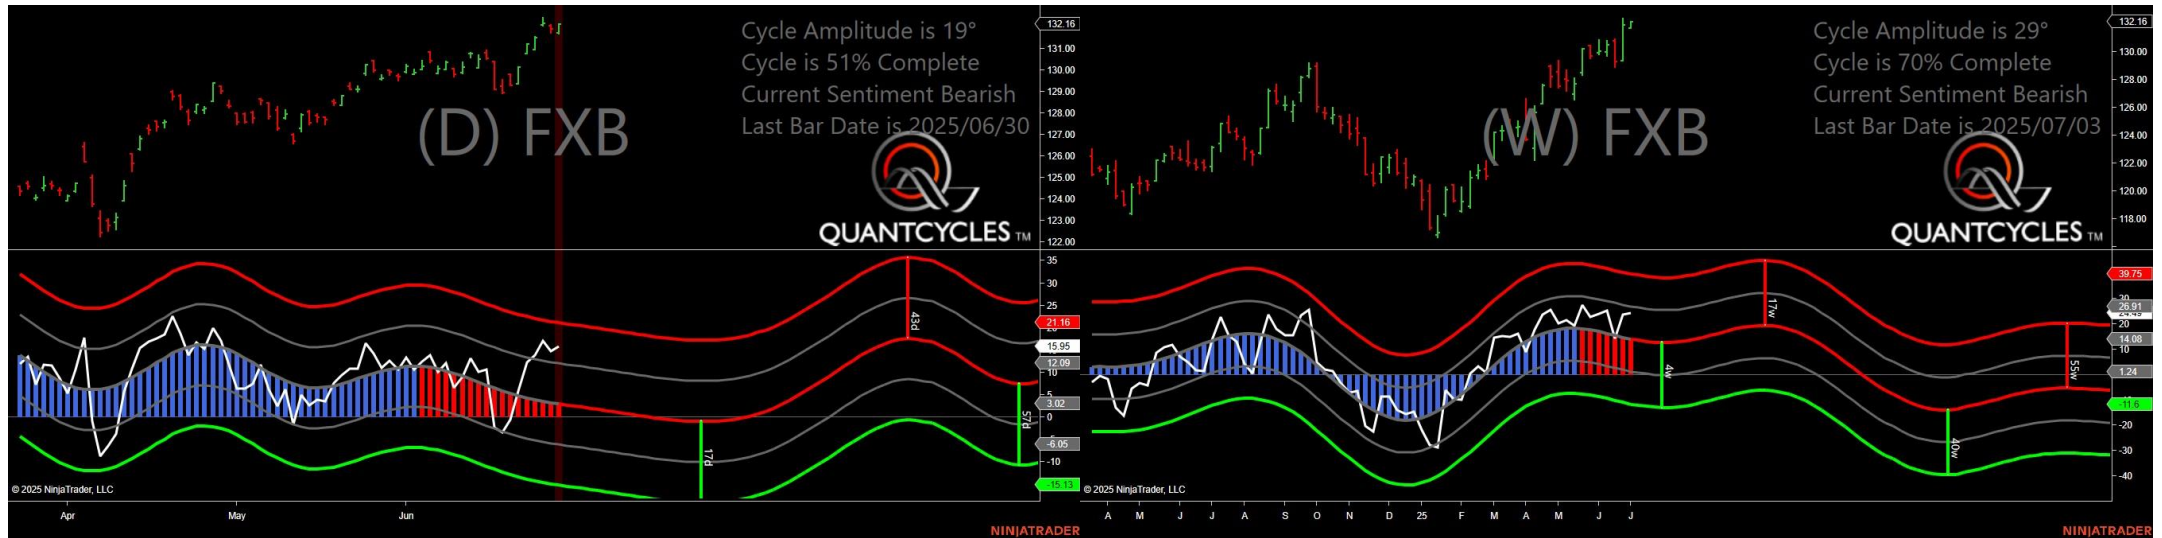 Cycle Amplitude is 19°
Cycle is 51% Complete
Current Sentiment Bearish
Last Bar Date is 2025/06/30
(D) FXB
QUANTCYCLES TM
132.16
131.00
130.00
129.00
128.00
127.00
126.00
125.00
124.00
123.00
122.00
35
30
25
21.16
15.95
12.09
10
5
3.02
0
-6.05
-10
-15.13
43d
17d
57d
© 2025 NinjaTrader, LLC
Apr May Jun
NINJATRADER
Cycle Amplitude is 29°
Cycle is 70% Complete
Current Sentiment Bearish
Last Bar Date is 2025/07/03
(W) FXB
QUANTCYCLES TM
132.16
130.00
128.00
126.00
124.00
122.00
120.00
118.00
39.75
30
26.91
24.49
20
14.08
10
1.24
-11.6
-20
-30
-40
17w
4w
40w
55w
© 2025 NinjaTrader, LLC
A M J J A S O N D 25 F M A M J J
NINJATRADER